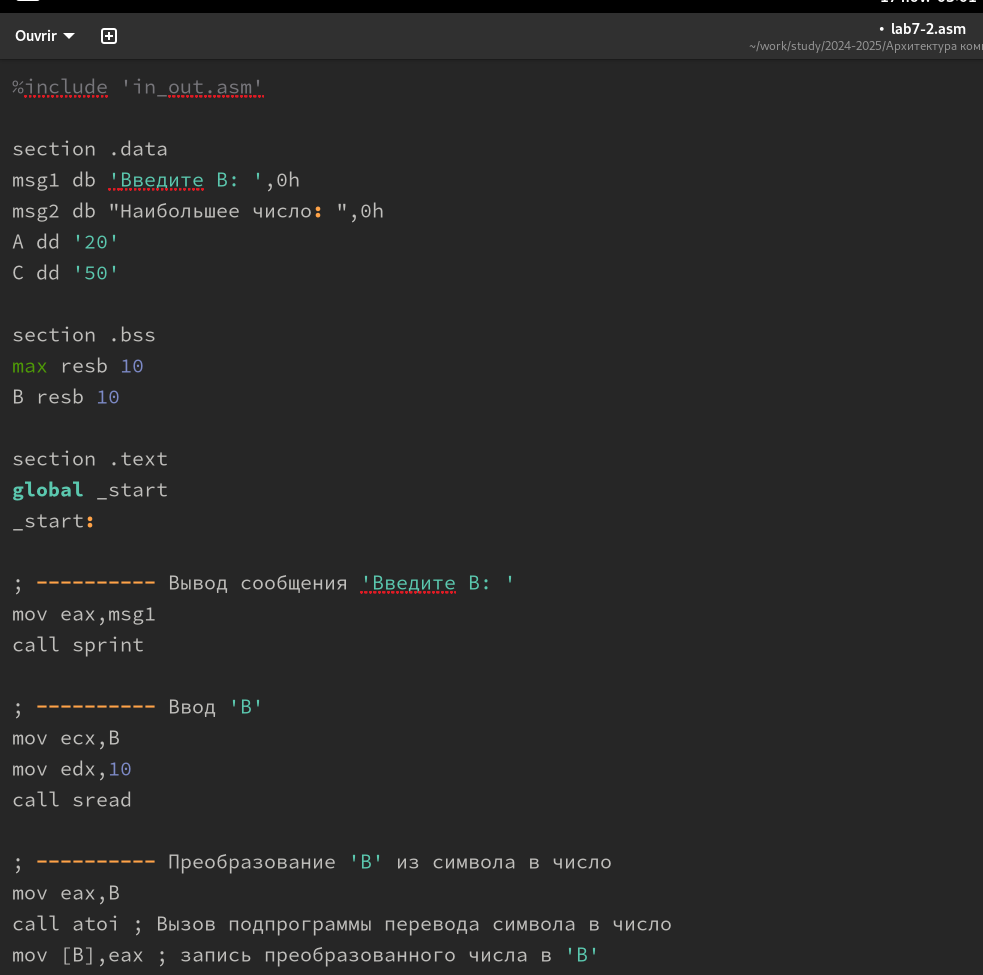 Ouvrir
• lab7-2.asm
~/work/study/2024-2025/Архитектура
%include 'in_out.asm'
section .data
msg1 db 'Введите B: ',0h
msg2 db "Наибольшее число: ",0h
A dd '20'
C dd '50'
section .bss
max resb 10
B resb 10
section .text
global _start
_start:
; ---------- Вывод сообщения 'Введите B: '
mov eax,msg1
call sprint
; ---------- Ввод 'B'
mov ecx,B
mov edx,10
call sread
; ---------- Преобразование 'B' из символа в число
mov eax,B
call atoi ; Вызов подпрограммы перевода символа в число
mov [B],eax ; запись преобразованного числа в 'B'